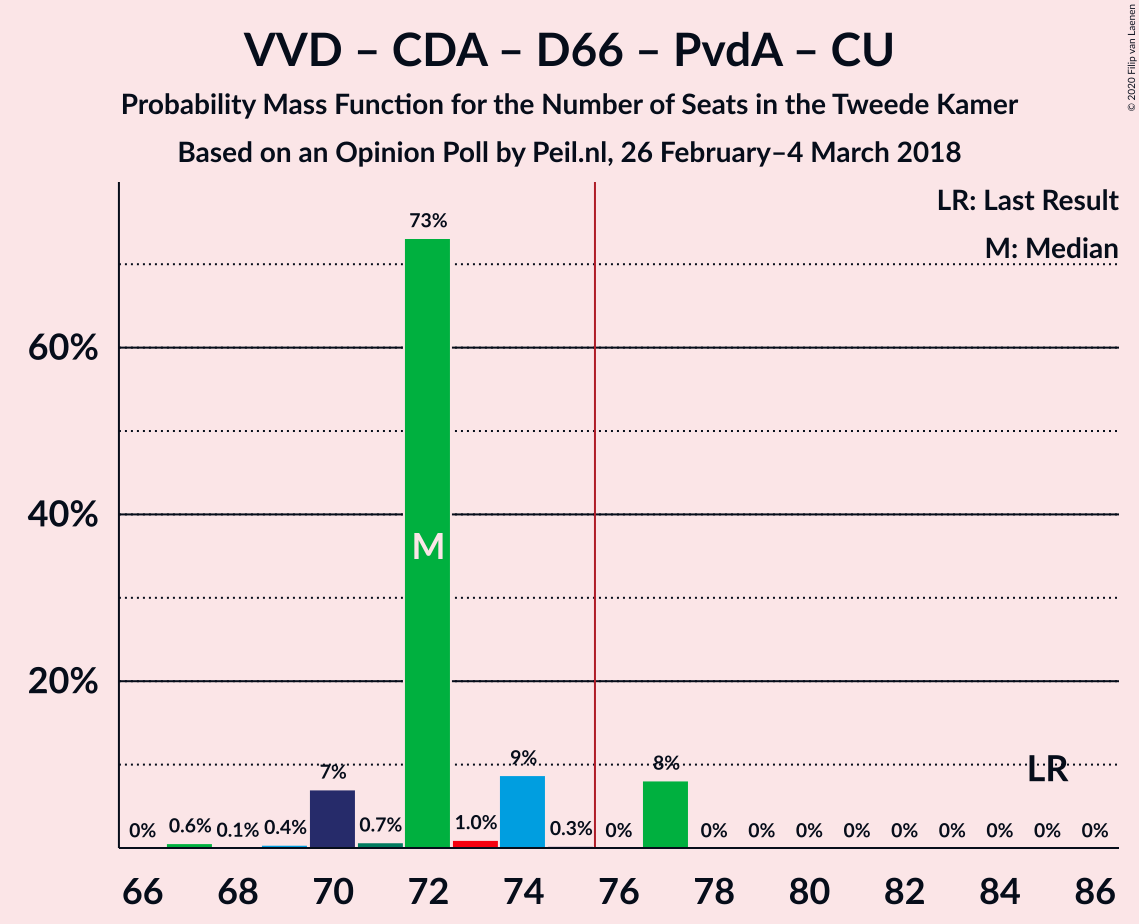 VVD – CDA – D66 – PvdA – CU
Probability Mass Function for the Number of Seats in the Tweede Kamer
Based on an Opinion Poll by Peil.nl, 26 February–4 March 2018
© 2020 Filip van Laenen
LR: Last Result
M: Median
60%
40%
20%
0% 0.6% 0.1% 0.4% 7% 0.7% 73% 1.0% 9% 0.3% 0% 8% 0% 0% 0% 0% 0% 0% 0% 0% 0%
M
LR
66 68 70 72 74 76 78 80 82 84 86